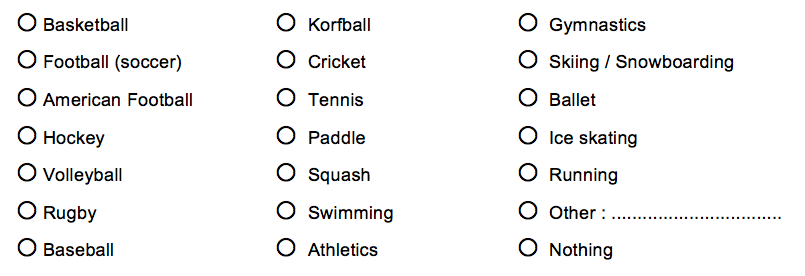 Basketball
Football (soccer)
American Football
Hockey
Volleyball
Rugby
Baseball
Korfball
Cricket
Tennis
Paddle
Squash
Swimming
Athletics
Gymnastics
Skiing / Snowboarding
Ballet
Ice skating
Running
Other : .................................
Nothing